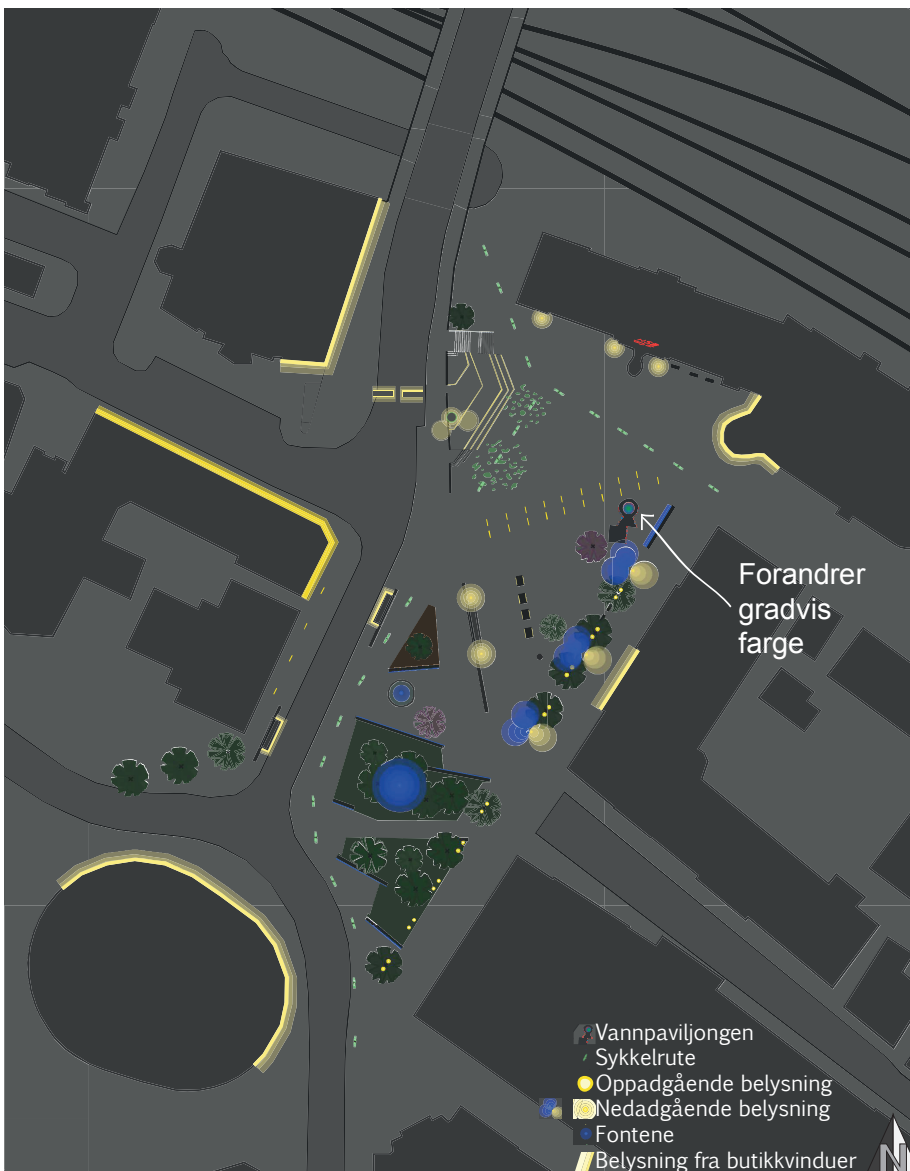 Forandrer
gradvis
farge
Vannpaviljongen
Sykkelrute
Oppadgående belysning
Nedadgående belysning
Fontene
Belysning fra butikkvinduer
N